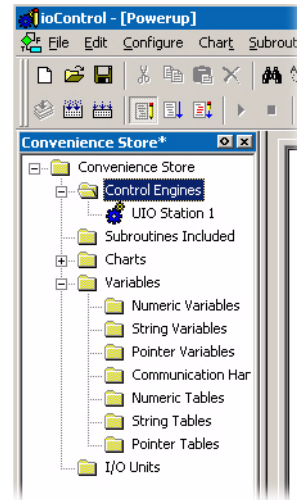 ioControl - [Powerup]
File Edit Configure Chart Subrout
Convenience Store*
Convenience Store
Control Engines
UIO Station 1
Subroutines Included
Charts
Variables
Numeric Variables
String Variables
Pointer Variables
Communication Har
Numeric Tables
String Tables
Pointer Tables
I/O Units